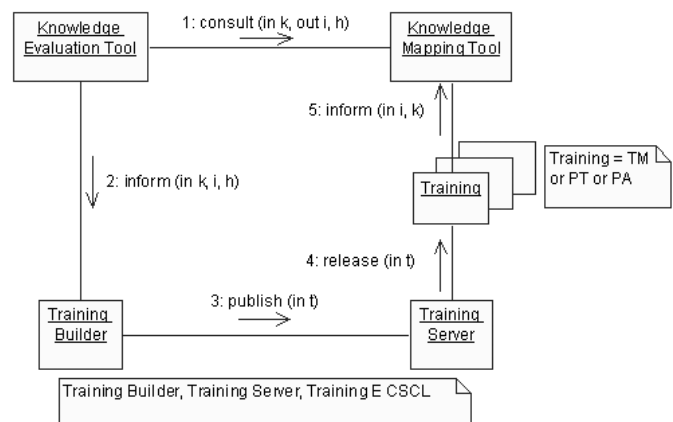 Knowledge
Evaluation Tool
1: consult (in k, out i, h)
Knowledge
Mapping Tool
5: inform (in i, k)
2: inform (in k, i, h)
Training
Training = TM
or PT or PA
4: release (in t)
3: publish (in t)
Training
Builder
Training
Server
Training Builder, Training Server, Training E CSCL